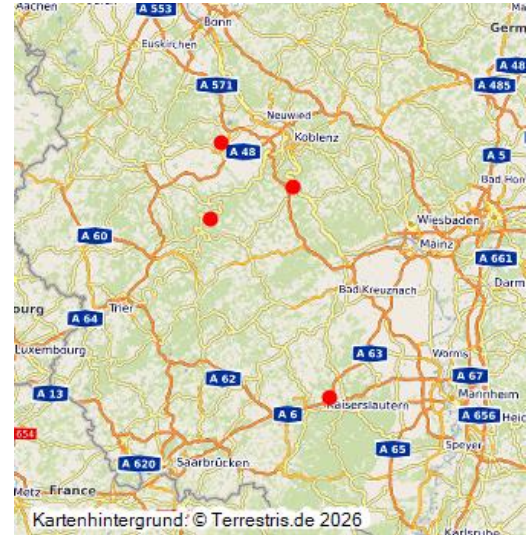 Aachen
A 553
Bonn
Euskirchen
Germ
A 571
A 48
A 485
Neuwied
Koblenz
A 48
A 5
Bad Hom
A 60
Wiesbaden
Mainz
A 661
Bad Kreuznach
Darm
Trier
ourg
A 64
Luxembourg
A 63
Worms
A 62
A 67
A 13
Mannheim
Kaiserslautern
A 6
A 656
Heid
654
A 65
Speyer
A 620
Saarbrücken
Metz
France
Karlsruhe
Kartenhintergrund: © Terrestris.de 2026